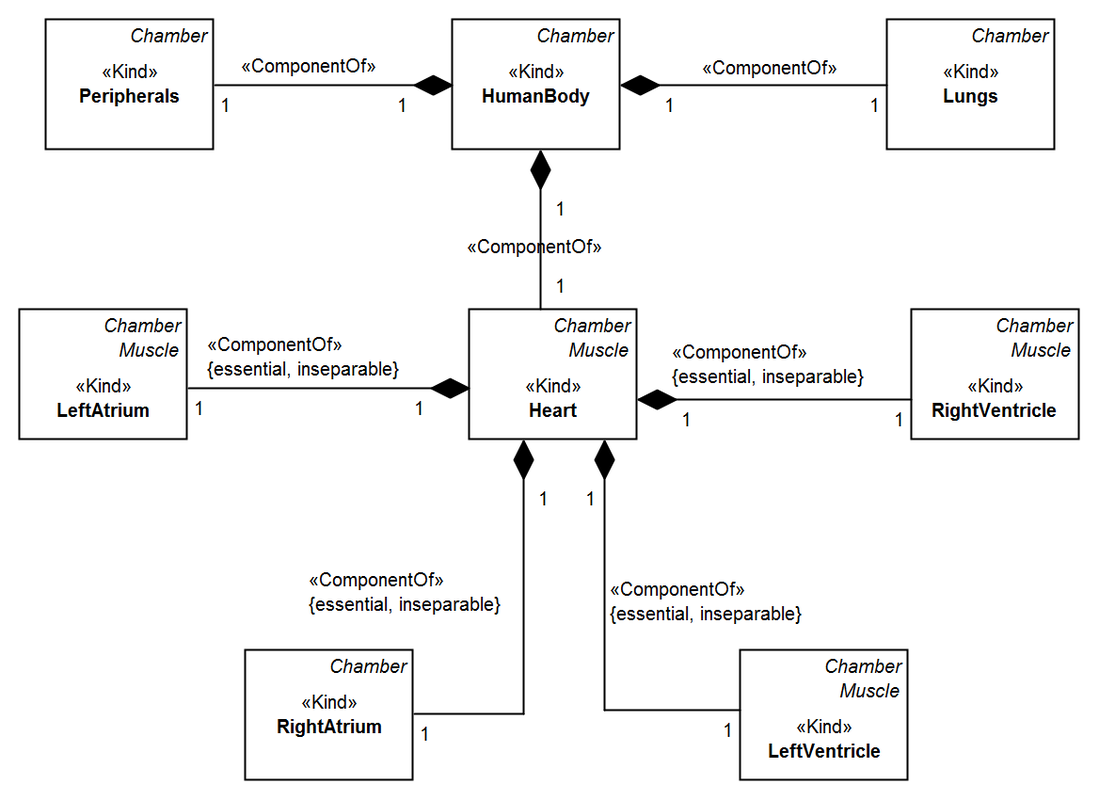 Chamber
«Kind»
Peripherals
«ComponentOf»
1
1
Chamber
«Kind»
HumanBody
«ComponentOf»
1
1
Chamber
«Kind»
Lungs
1
«ComponentOf»
1
Chamber
Muscle
«Kind»
LeftAtrium
«ComponentOf»
{essential, inseparable}
1
1
Chamber
Muscle
«Kind»
Heart
«ComponentOf»
{essential, inseparable}
1
1
Chamber
Muscle
«Kind»
RightVentricle
1
1
«ComponentOf»
{essential, inseparable}
«ComponentOf»
{essential, inseparable}
Chamber
«Kind»
RightAtrium
1
1
Chamber
Muscle
«Kind»
LeftVentricle